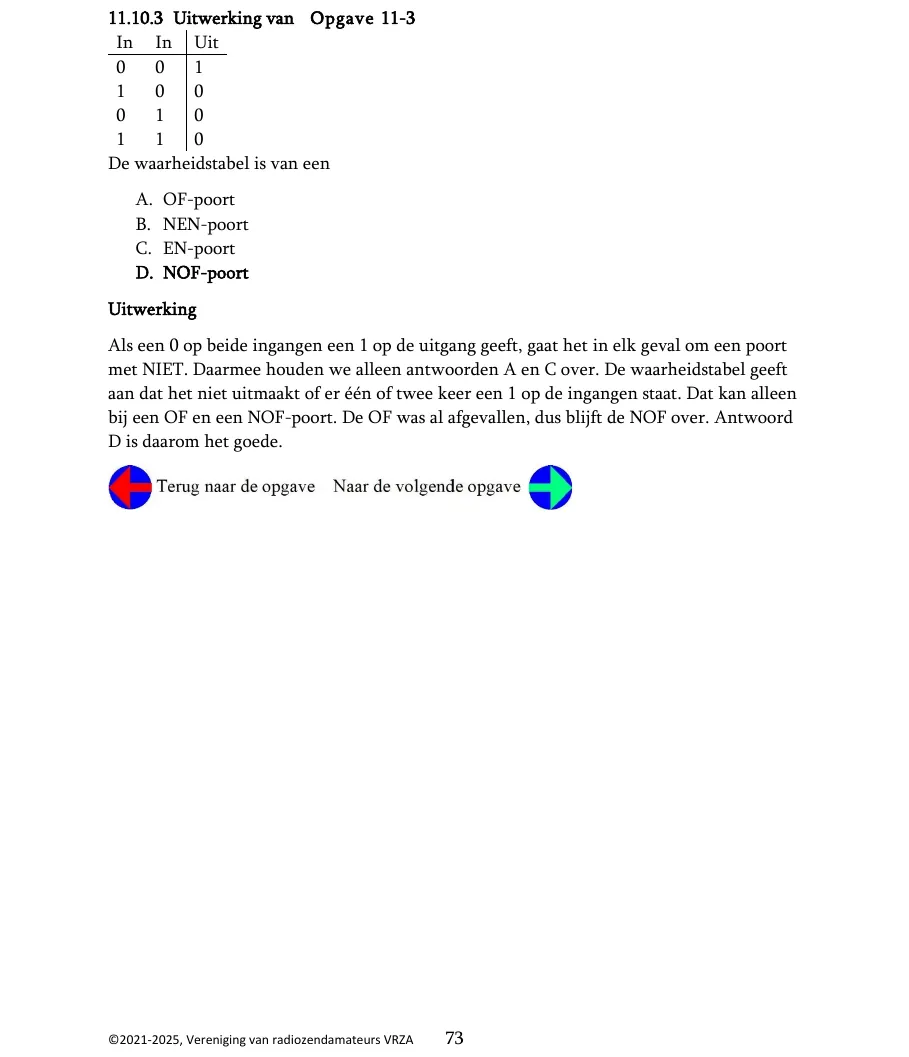 11.10.3 Uitwerking van Opgave 11-3
In In Uit
0 0 1
1 0 0
0 1 0
1 1 0
De waarheidstabel is van een
A. OF-poort
B. NEN-poort
C. EN-poort
D. NOF-poort
Uitwerking
Als een 0 op beide ingangen een 1 op de uitgang geeft, gaat het in elk geval om een poort
met NIET. Daarmee houden we alleen antwoorden A en C over. De waarheidstabel geeft
aan dat het niet uitmaakt of er één of twee keer een 1 op de ingangen staat. Dat kan alleen
bij een OF en een NOF-poort. De OF was al afgevallen, dus blijft de NOF over. Antwoord
D is daarom het goede.
Terug naar de opgave Naar de volgende opgave
©2021-2025, Vereniging van radiozendamateurs VRZA 73